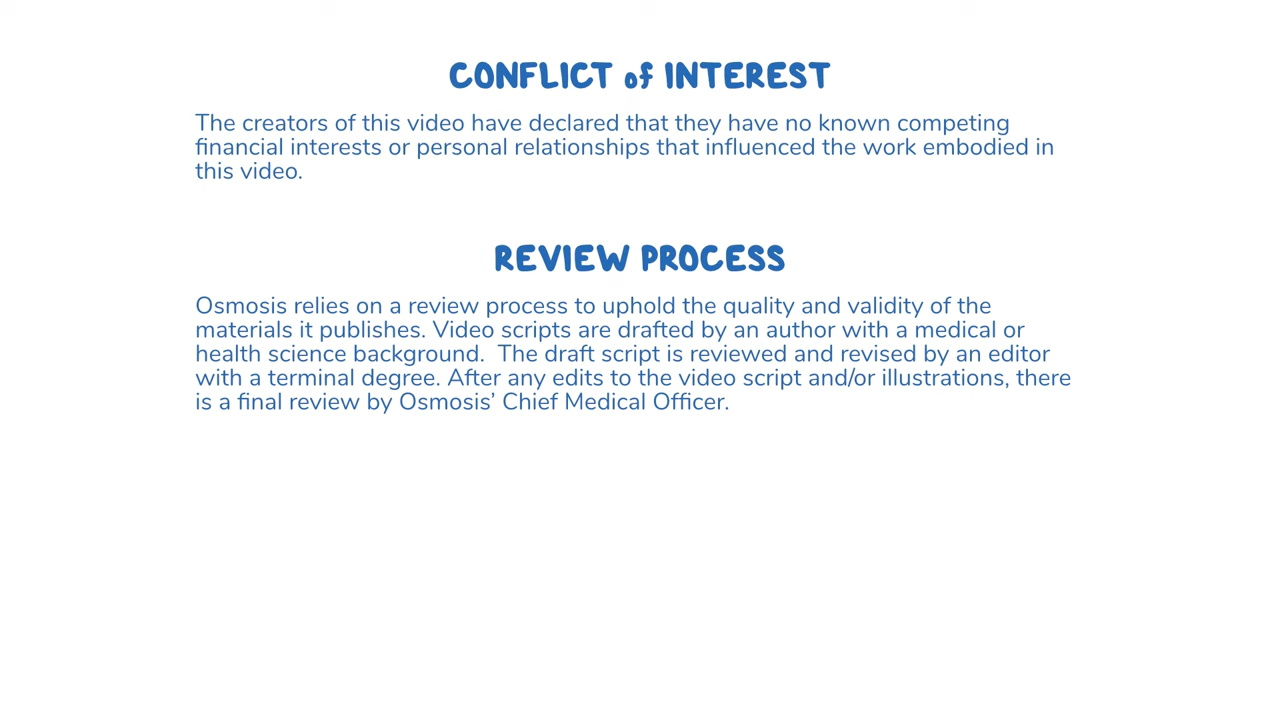 CONFLICT of INTEREST
The creators of this video have declared that they have no known competing
financial interests or personal relationships that influenced the work embodied in
this video.
REVIEW PROCESS
Osmosis relies on a review process to uphold the quality and validity of the
materials it publishes. Video scripts are drafted by an author with a medical or
health science background.  The draft script is reviewed and revised by an editor
with a terminal degree. After any edits to the video script and/or illustrations, there
is a final review by Osmosis’ Chief Medical Officer.